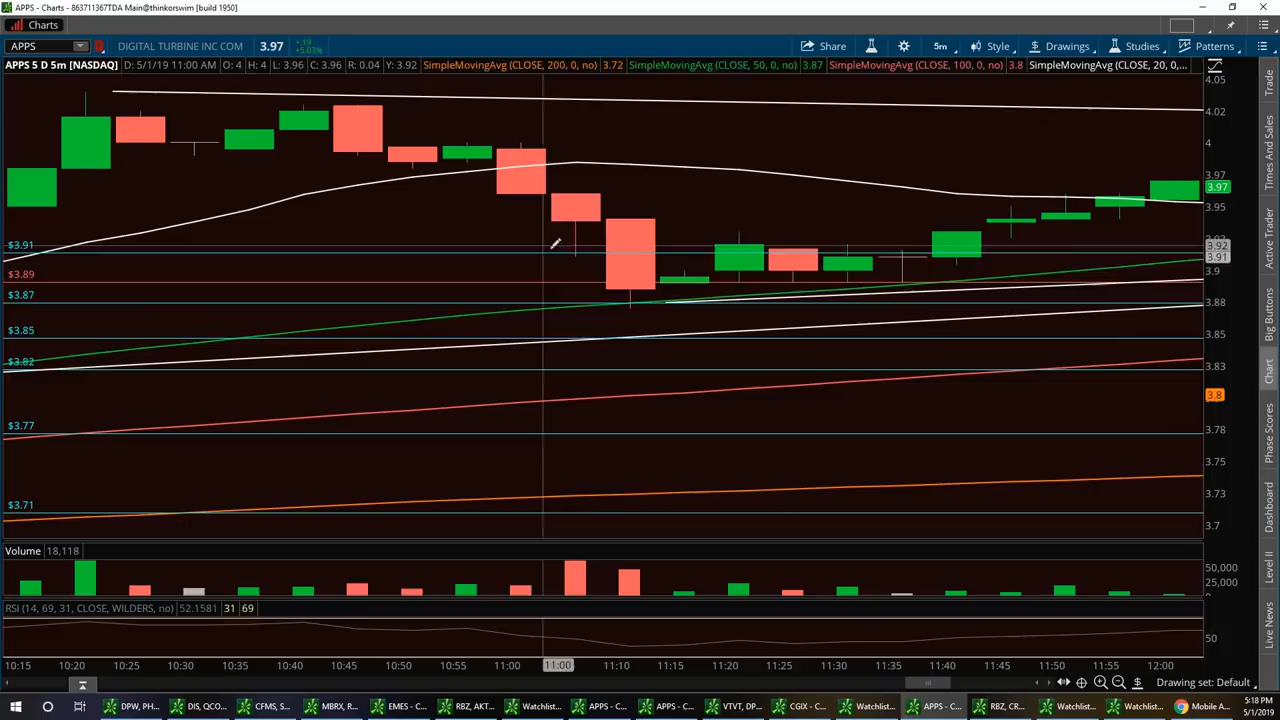 APPS - Charts - 863711367TDA Main@thinkorswim [build 1950]
Charts
APPS DIGITAL TURBINE INC COM 3.97 +.19 +5.03% Share 5m Style Drawings Studies Patterns
APPS 5 D 5m [NASDAQ] D: 5/1/19 11:00 AM O: 4 H: 4 L: 3.96 C: 3.96 R: 0.04 Y: 3.92 SimpleMovingAvg (CLOSE, 200, 0, no) 3.72 SimpleMovingAvg (CLOSE, 50, 0, no) 3.87 SimpleMovingAvg (CLOSE, 100, 0, no) 3.8 SimpleMovingAvg (CLOSE, 20, 0,...
4.05
4.02
4
3.97
3.97
3.95
$3.91
3.92
3.91
3.9
$3.89
$3.87
3.88
$3.85
3.85
$3.82
3.83
3.8
$3.77
3.78
3.75
3.73
$3.71
3.7
Volume 18,118
50,000
25,000
RSI (14, 69, 31, CLOSE, WILDERS, no) 52.1581 31 69
50
10:15 10:20 10:25 10:30 10:35 10:40 10:45 10:50 10:55 11:00 11:00 11:10 11:15 11:20 11:25 11:30 11:35 11:40 11:45 11:50 11:55 12:00
Drawing set: Default
Trade
Times And Sales
Active Trader
Big Buttons
Chart
Phase Scores
Dashboard
Level II
Live News
DPW, PH... DIS, QCO... CFMS, S... MBRX, R... EMES - C... RBZ, AKT... Watchlist... APPS - C... APPS - C... VTVT, DP... CGIX - C... Watchlist... APPS - C... RBZ, CR... Watchlist... Watchlist... Mobile A...
5:18 PM
5/1/2019